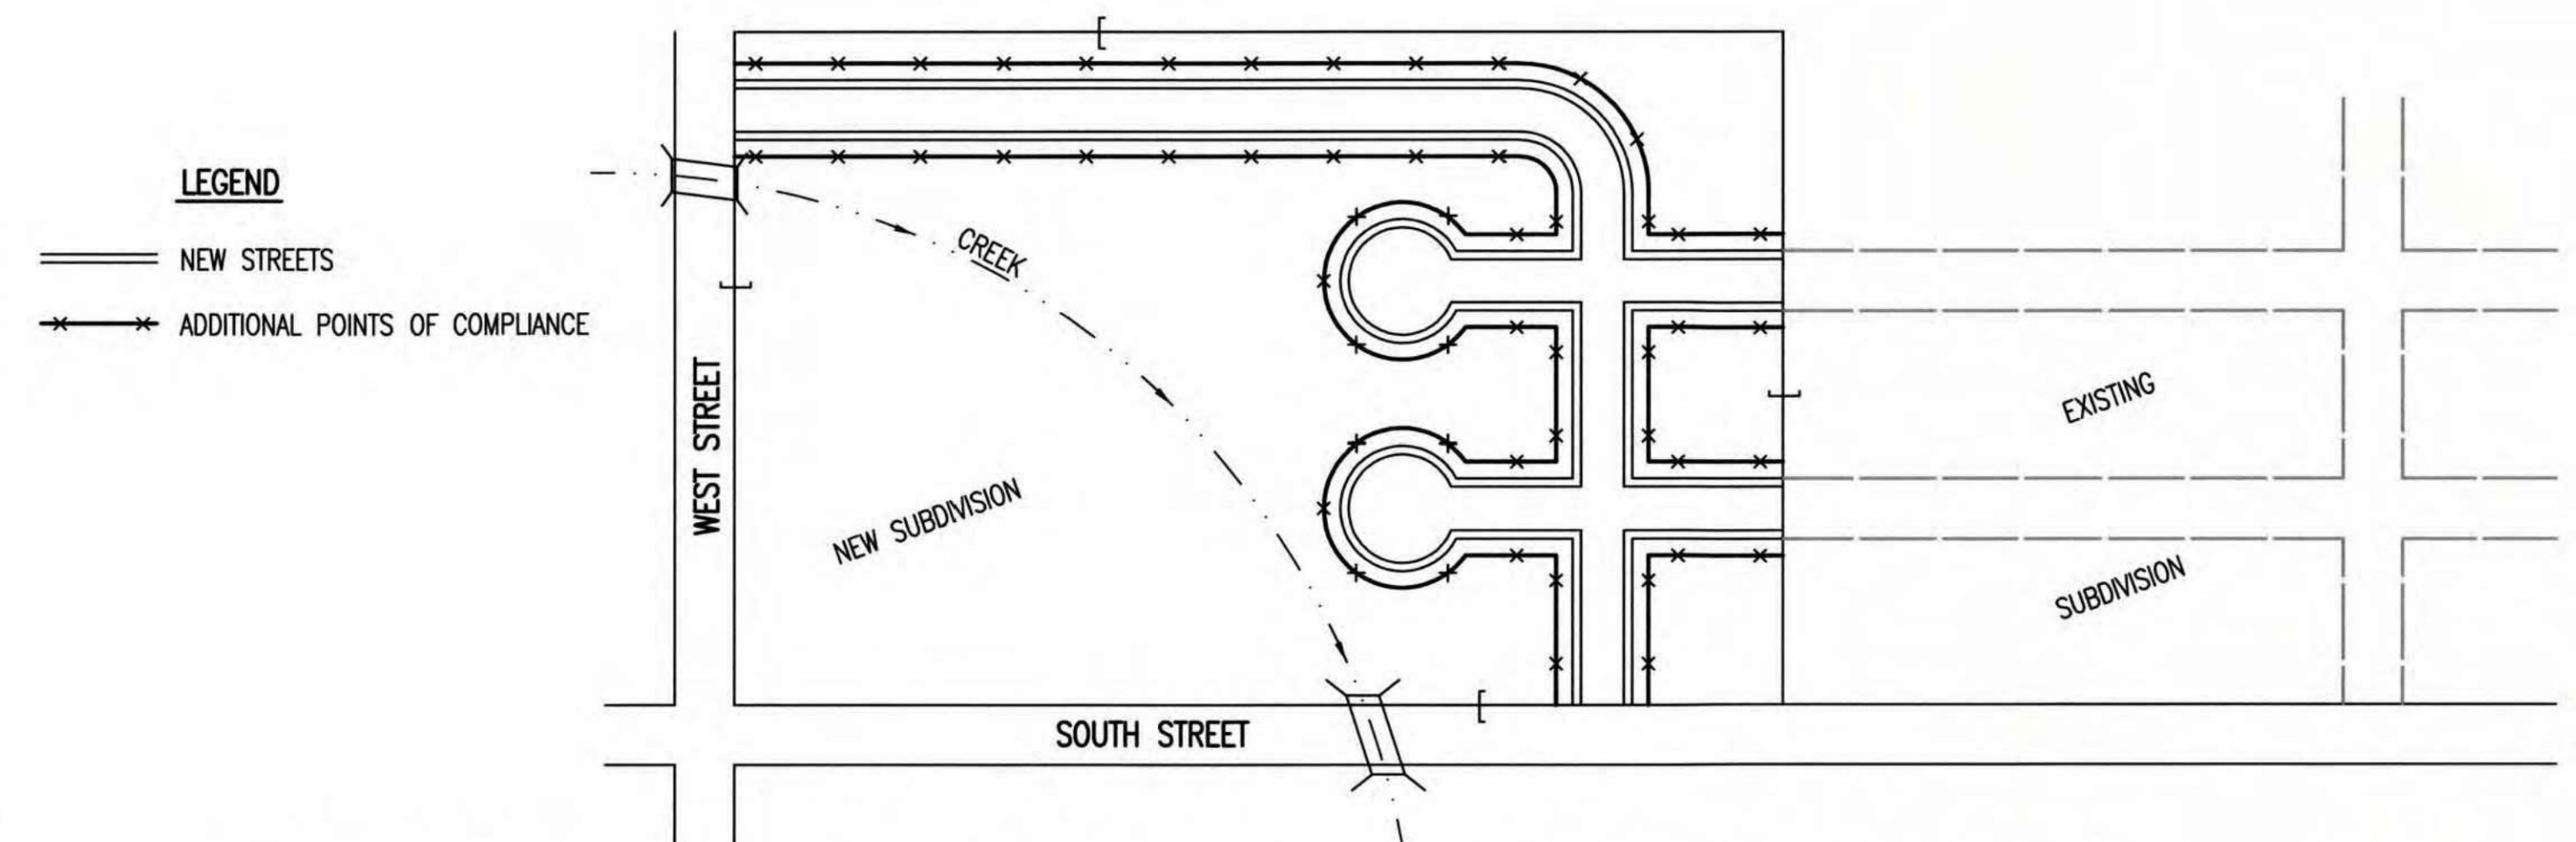 LEGEND
NEW STREETS
ADDITIONAL POINTS OF COMPLIANCE
WEST STREET
CREEK
NEW SUBDIVISION
SOUTH STREET
EXISTING
SUBDIVISION